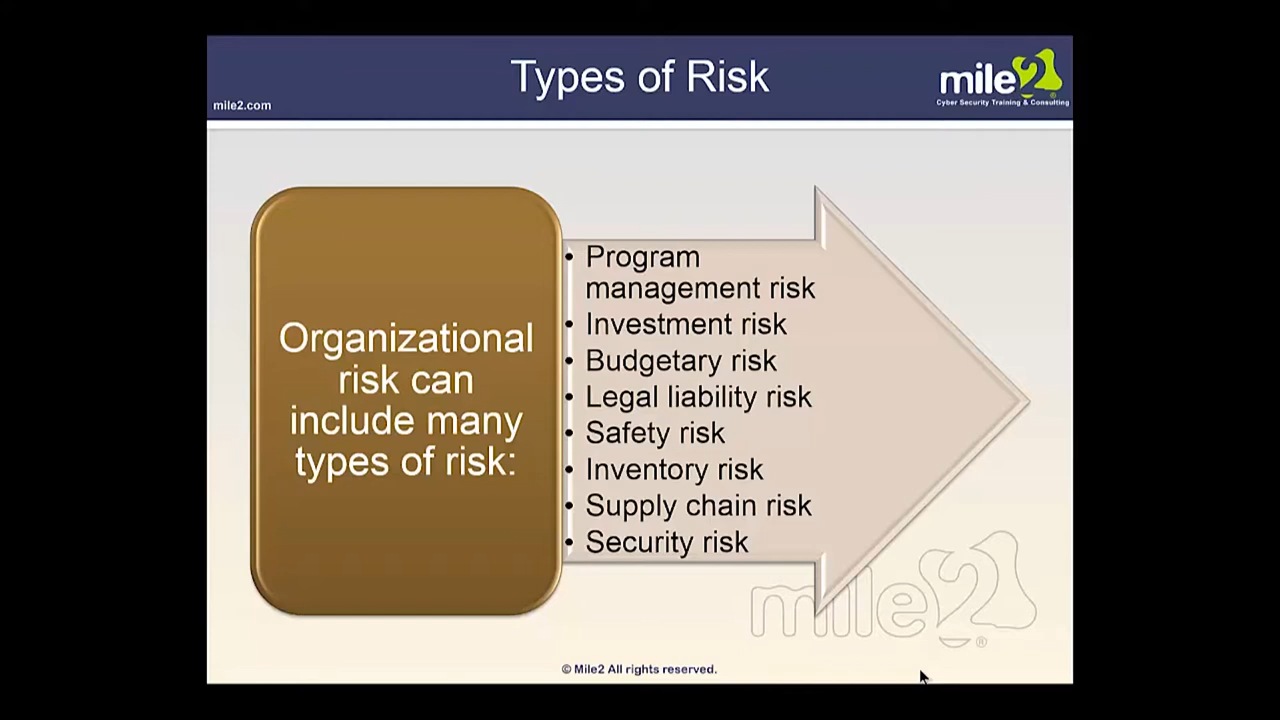 Types of Risk
mile2.com
mile2
Cyber Security Training & Consulting
Organizational
risk can
include many
types of risk:
• Program
management risk
• Investment risk
• Budgetary risk
• Legal liability risk
• Safety risk
• Inventory risk
• Supply chain risk
• Security risk
mile2®
© Mile2 All rights reserved.